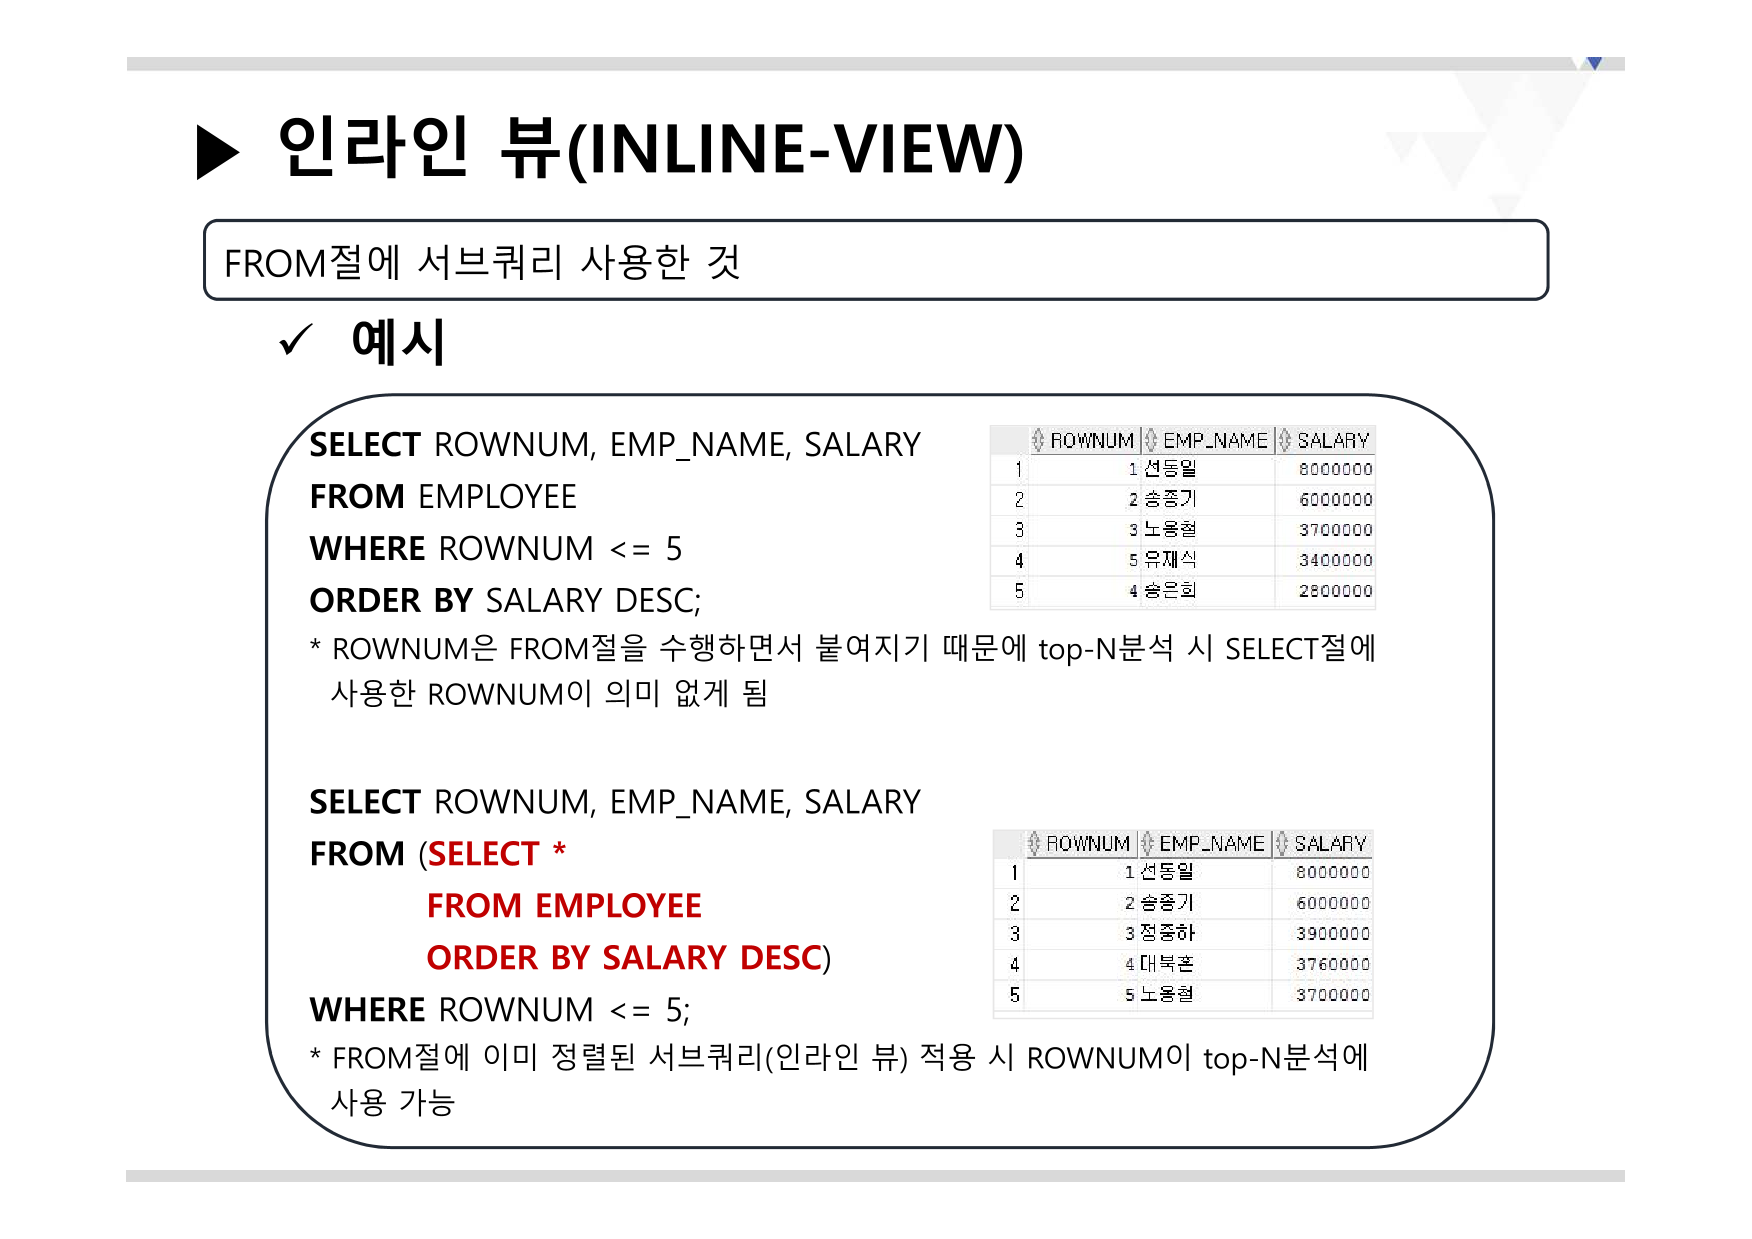 ▶ 인라인 뷰(INLINE-VIEW)
FROM절에 서브쿼리 사용한 것
✓ 예시
SELECT ROWNUM, EMP_NAME, SALARY
FROM EMPLOYEE
WHERE ROWNUM <= 5
ORDER BY SALARY DESC;
ROWNUM EMP_NAME SALARY
1 1 선동일 8000000
2 2 송종기 6000000
3 3 노옹철 3700000
4 5 유재식 3400000
5 4 송은희 2800000
* ROWNUM은 FROM절을 수행하면서 붙여지기 때문에 top-N분석 시 SELECT절에
사용한 ROWNUM이 의미 없게 됨
SELECT ROWNUM, EMP_NAME, SALARY
FROM (SELECT *
FROM EMPLOYEE
ORDER BY SALARY DESC)
WHERE ROWNUM <= 5;
ROWNUM EMP_NAME SALARY
1 1 선동일 8000000
2 2 송종기 6000000
3 3 정중하 3900000
4 4 대북혼 3760000
5 5 노옹철 3700000
* FROM절에 이미 정렬된 서브쿼리(인라인 뷰) 적용 시 ROWNUM이 top-N분석에
사용 가능